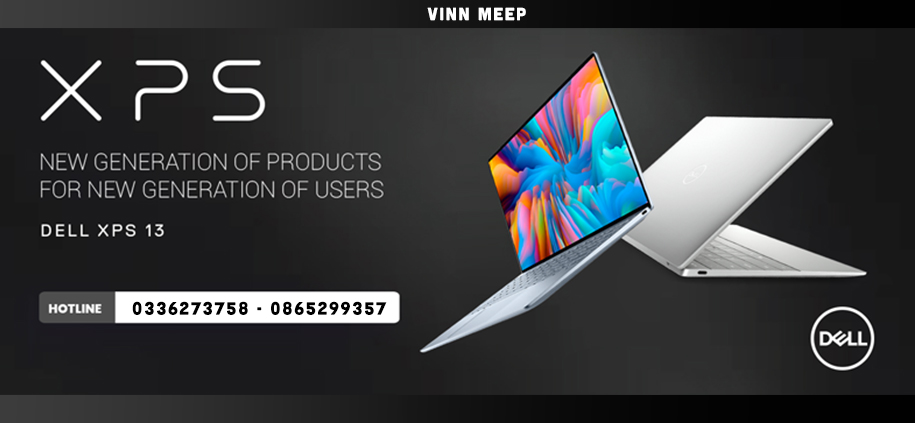 VINN MEEP
XPS
NEW GENERATION OF PRODUCTS
FOR NEW GENERATION OF USERS
DELL XPS 13
HOTLINE 0336273758 - 0865299357
DELL